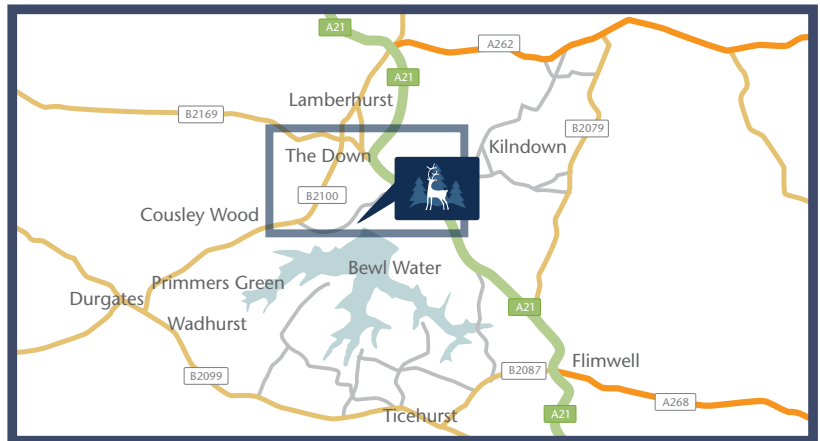 A21
A262
A21
Lamberhurst
B2169
B2079
Kilndown
The Down
B2100
Cousley Wood
Bewl Water
Primmers Green
Durgates
A21
Wadhurst
Flimwell
B2087
B2099
A268
Ticehurst
A21